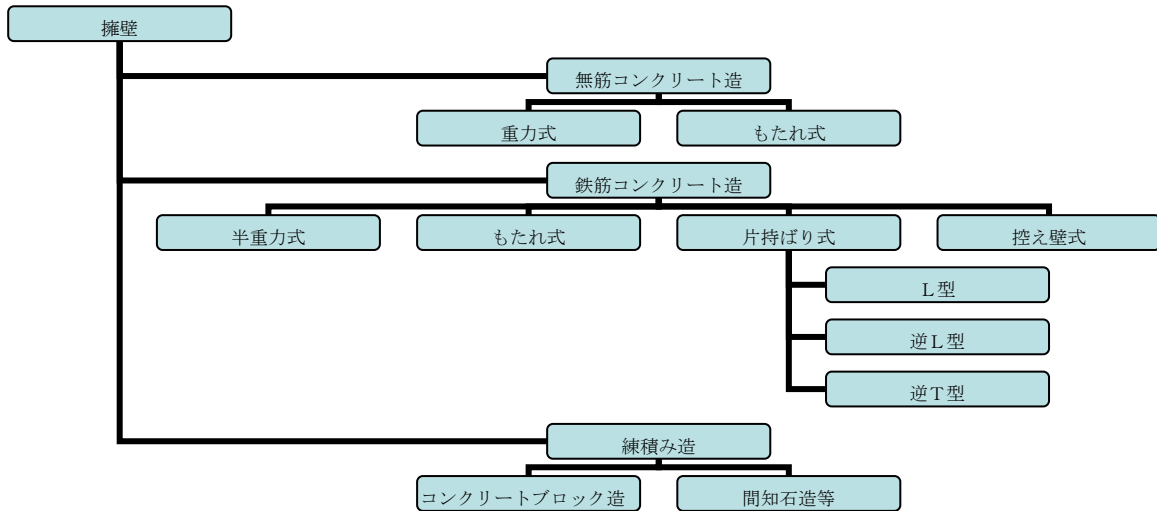 擁壁
無筋コンクリート造
重力式
もたれ式
鉄筋コンクリート造
半重力式
もたれ式
片持ばり式
控え壁式
L型
逆L型
逆T型
練積み造
コンクリートブロック造
間知石造等